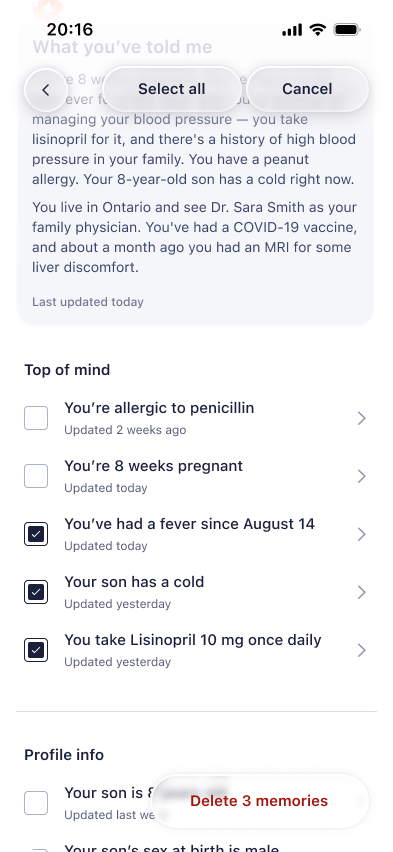 20:16
What you've told me
Select all
Cancel
managing your blood pressure — you take
lisinopril for it, and there's a history of high blood
pressure in your family. You have a peanut
allergy. Your 8-year-old son has a cold right now.
You live in Ontario and see Dr. Sara Smith as your
family physician. You've had a COVID-19 vaccine,
and about a month ago you had an MRI for some
liver discomfort.
Last updated today
Top of mind
You're allergic to penicillin
Updated 2 weeks ago
You're 8 weeks pregnant
Updated today
You've had a fever since August 14
Updated today
Your son has a cold
Updated yesterday
You take Lisinopril 10 mg once daily
Updated yesterday
Profile info
Your son is 8
Updated last
Delete 3 memories
Your son's sex at birth is male